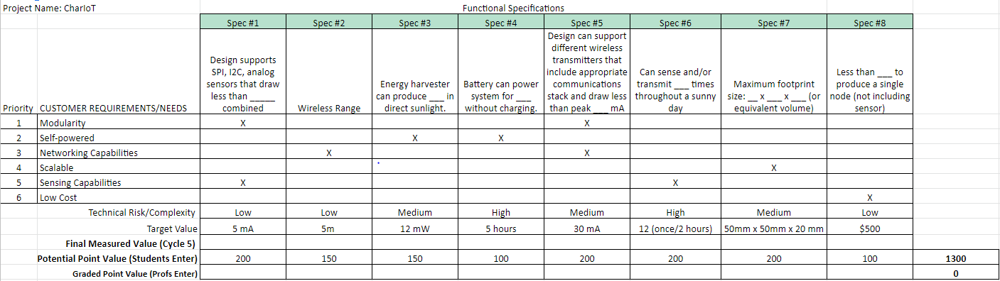 Project Name: CharIoT
Functional Specifications
Spec #1 Spec #2 Spec #3 Spec #4 Spec #5 Spec #6 Spec #7 Spec #8
Priority CUSTOMER REQUIREMENTS/NEEDS
Design supports
SPI, I2C, analog
sensors that draw
less than _____
combined
Wireless Range
Energy harvester
can produce ___ in
direct sunlight.
Battery can power
system for ___
without charging.
Design can support
different wireless
transmitters that
include appropriate
communications
stack and draw less
than peak ___ mA
Can sense and/or
transmit ___ times
throughout a sunny
day
Maximum footprint
size: __ x ___ x ___ (or
equivalent volume)
Less than ___ to
produce a single
node (not including
sensor)
1 Modularity X X
2 Self-powered X X
3 Networking Capabilities X X
4 Scalable X
5 Sensing Capabilities X X
6 Low Cost X
Technical Risk/Complexity Low Low Medium High Medium High Medium Low
Target Value 5 mA 5m 12 mW 5 hours 30 mA 12 (once/2 hours) 50mm x 50mm x 20 mm $500
Final Measured Value (Cycle 5)
Potential Point Value (Students Enter) 200 150 150 100 200 200 200 100 1300
Graded Point Value (Profs Enter) 0